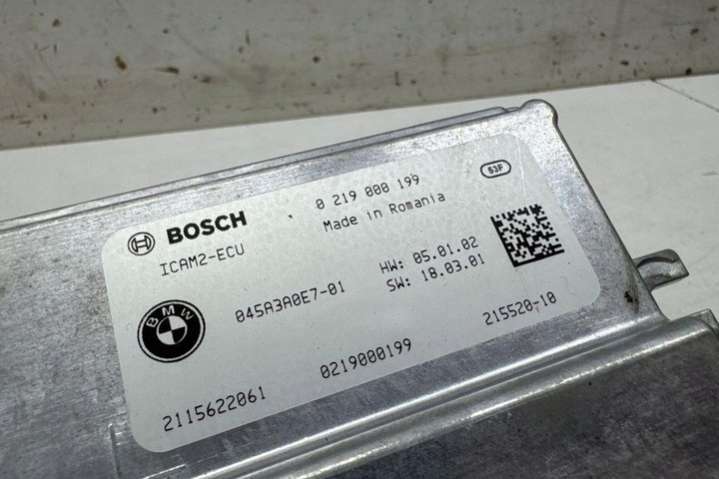 BOSCH
0 219 000 199
63F
ICAM2-ECU
Made in Romania
BMW
045A3A0E7-01
HW: 05.01.02
SW: 18.03.01
2115622061
0219000199
215520-10